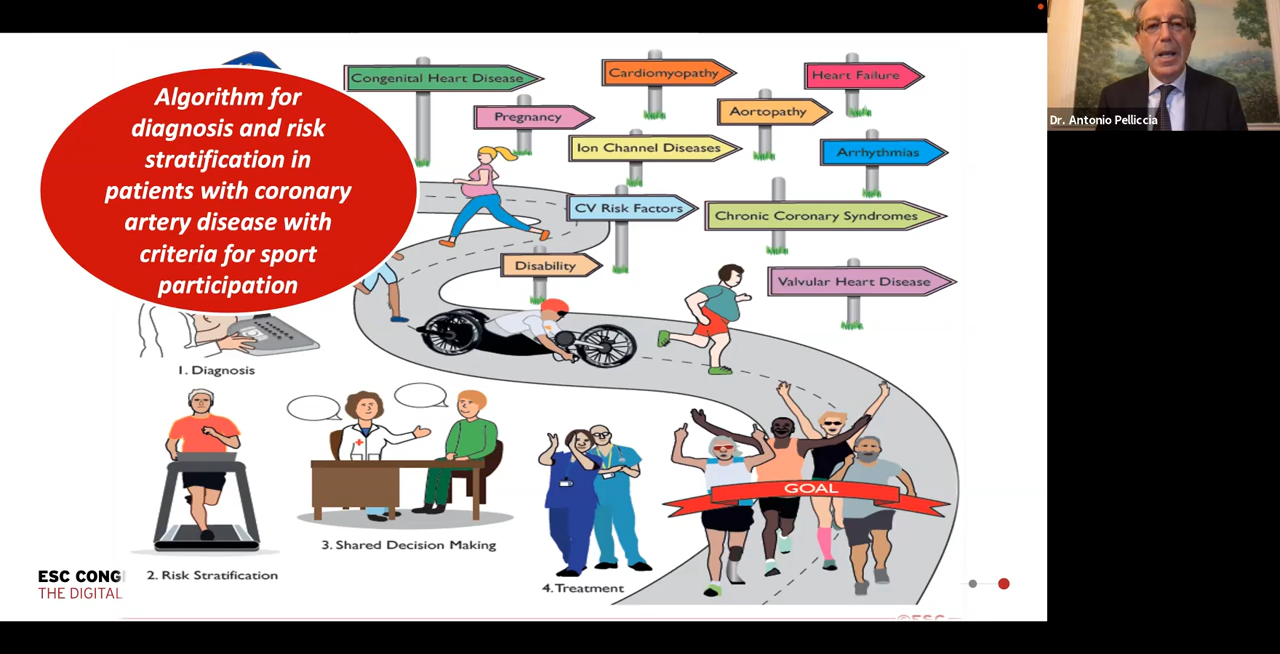 Algorithm for
diagnosis and risk
stratification in
patients with coronary
artery disease with
criteria for sport
participation
Congenital Heart Disease
Cardiomyopathy
Heart Failure
Pregnancy
Aortopathy
Ion Channel Diseases
Arrhythmias
CV Risk Factors
Chronic Coronary Syndromes
Disability
Valvular Heart Disease
1. Diagnosis
2. Risk Stratification
3. Shared Decision Making
4. Treatment
GOAL
ESC CONG
THE DIGITAL
Dr. Antonio Pelliccia